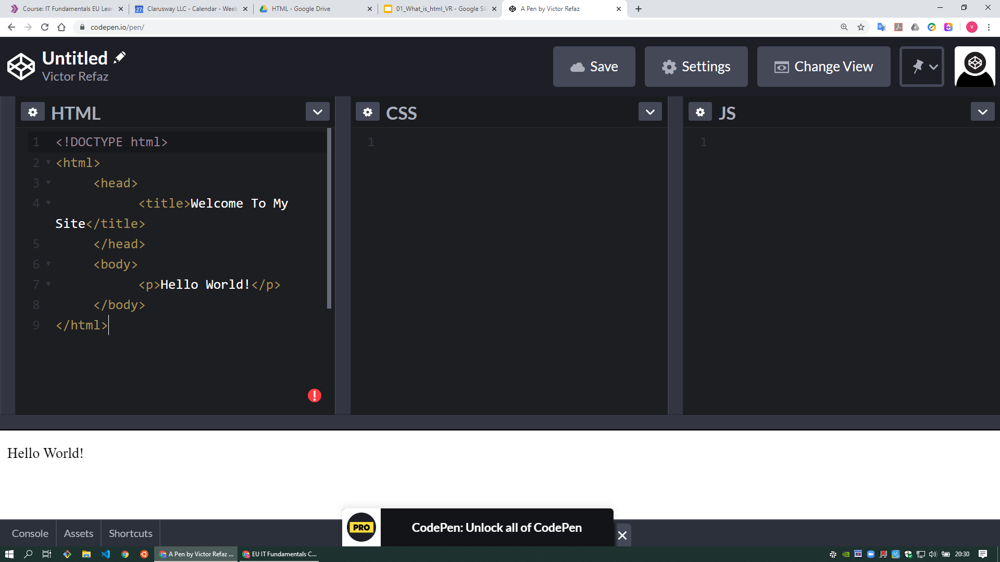 Course: IT Fundamentals EU Lear
Clarusway LLC - Calendar - Week
HTML - Google Drive
01_What_is_html_VR - Google Sli
A Pen by Victor Refaz
codepen.io/pen/
V
Untitled
Victor Refaz
Save
Settings
Change View
HTML
CSS
JS
1 <!DOCTYPE html>
2 <html>
3 <head>
4 <title>Welcome To My
Site</title>
5 </head>
6 <body>
7 <p>Hello World!</p>
8 </body>
9 </html>
1
1
Hello World!
PRO
CodePen: Unlock all of CodePen
Console
Assets
Shortcuts
A Pen by Victor Refaz ...
EU IT Fundamentals C...
20:30